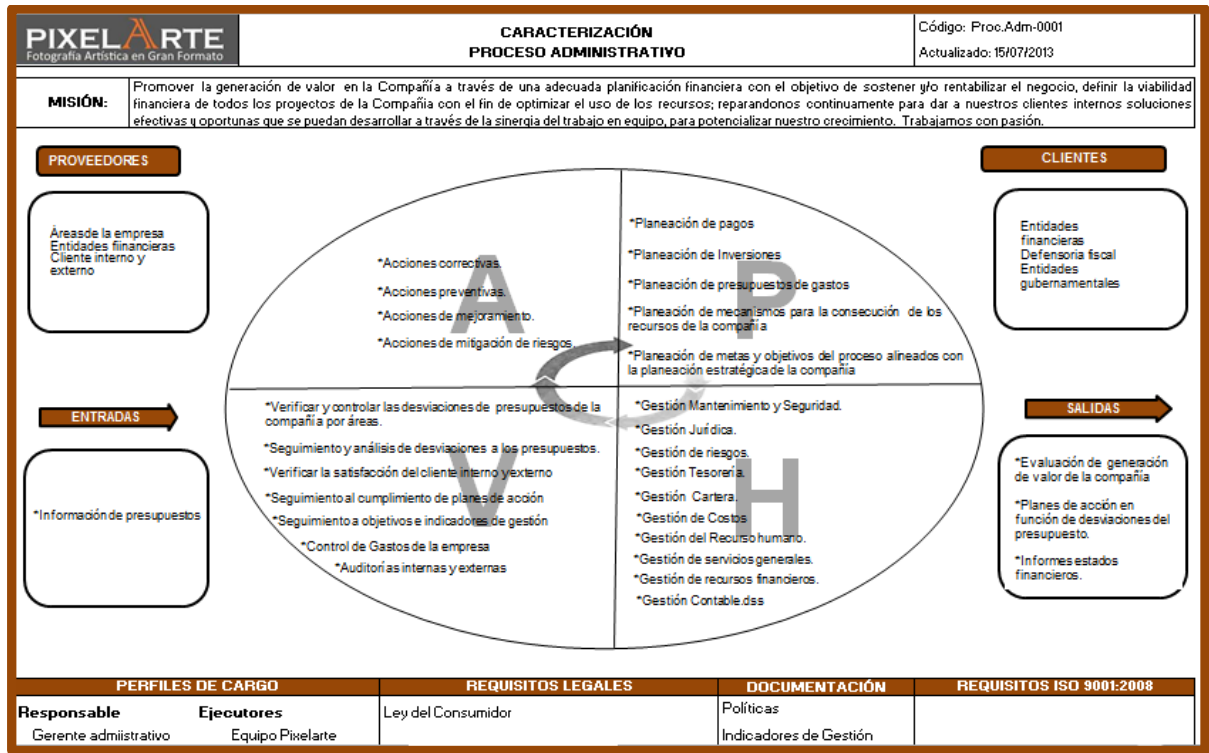 PIXELARTE
Fotografía Artística en Gran Formato
CARACTERIZACIÓN
PROCESO ADMINISTRATIVO
Código: Proc.Adm-0001
Actualizado: 15/07/2013
MISIÓN:
Promover la generación de valor en la Compañía a través de una adecuada planificación financiera con el objetivo de sostener y/o rentabilizar el negocio, definir la viabilidad
financiera de todos los proyectos de la Compañia con el fin de optimizar el uso de los recursos; reparandonos continuamente para dar a nuestros clientes internos soluciones
efectivas y oportunas que se puedan desarrollar a través de la sinergia del trabajo en equipo, para potencializar nuestro crecimiento. Trabajamos con pasión.
PROVEEDORES
Áreasde la empresa
Entidades fiinancieras
Cliente interno y
externo
CLIENTES
Entidades
financieras
Defensoria fiscal
Entidades
gubernamentales
A
*Acciones correctivas.
*Acciones preventivas.
*Acciones de mejoramiento.
*Acciones de mitigación de riesgos.
P
*Planeación de pagos
*Planeación de Inversiones
*Planeación de presupuestos de gastos
*Planeación de mecanismos para la consecución de los
recursos de la compañía
*Planeación de metas y objetivos del proceso alineados con
la planeación estratégica de la compañía
ENTRADAS
*Información de presupuestos
V
*Verificar y controlar las desviaciones de presupuestos de la
compañía por áreas.
*Seguimiento y análisis de desviaciones a los presupuestos.
*Verificar la satisfacción del cliente interno y externo
*Seguimiento al cumplimiento de planes de acción
*Seguimiento a objetivos e indicadores de gestión
*Control de Gastos de la empresa
*Auditorías internas y externas
H
*Gestión Mantenimiento y Seguridad.
*Gestión Jurídica.
*Gestión de riesgos.
*Gestión Tesorería.
*Gestión Cartera.
*Gestión de Costos
*Gestión del Recurso humano.
*Gestión de servicios generales.
*Gestión de recursos financieros.
*Gestión Contable.dss
SALIDAS
*Evaluación de generación
de valor de la compañía
*Planes de acción en
función de desviaciones del
presupuesto.
*Informes estados
financieros.
PERFILES DE CARGO
REQUISITOS LEGALES
DOCUMENTACIÓN
REQUISITOS ISO 9001:2008
Responsable
Ejecutores
Ley del Consumidor
Políticas
Gerente admiistrativo
Equipo Pixelarte
Indicadores de Gestión